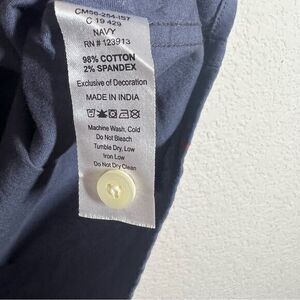 CM56-254-IS7
C 19 429
NAVY
RN # 123913
98% COTTON
2% SPANDEX
Exclusive of Decoration
MADE IN INDIA
Machine Wash, Cold
Do Not Bleach
Tumble Dry, Low
Iron Low
Do Not Dry Clean